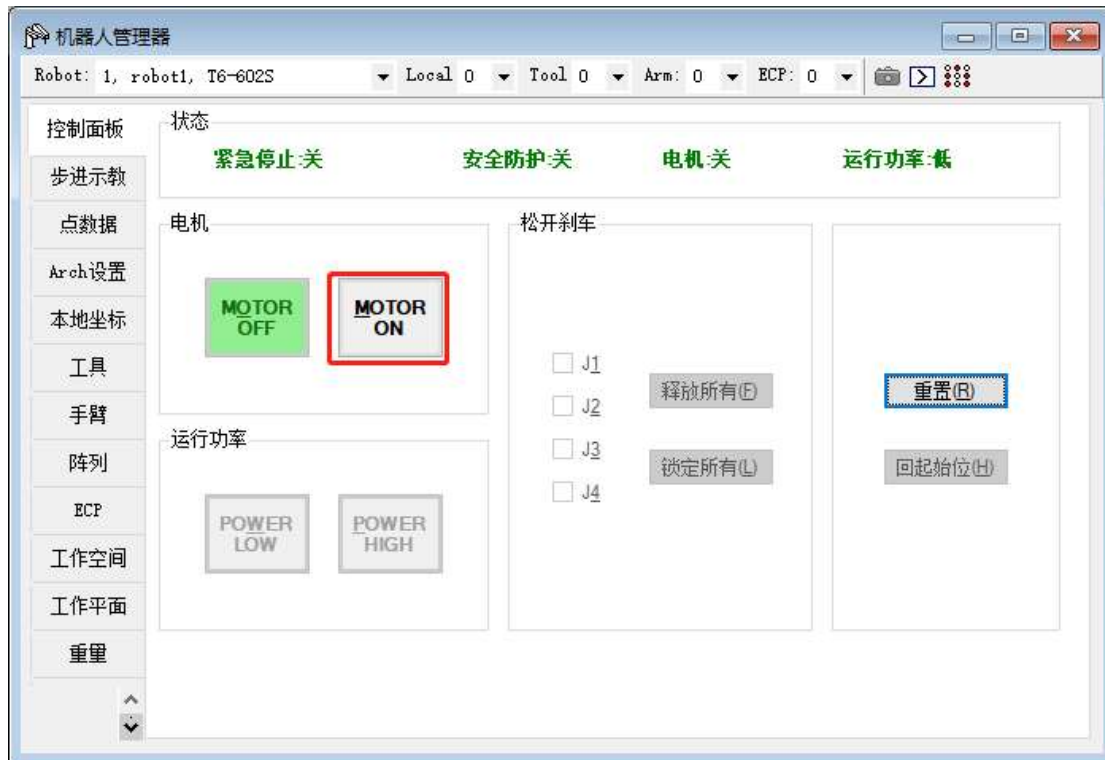 机器人管理器
Robot: 1, robot1, T6-602S Local 0 Tool 0 Arm: 0 ECP: 0
控制面板
步进示教
点数据
Arch设置
本地坐标
工具
手臂
阵列
ECP
工作空间
工作平面
重量
状态
紧急停止:关 安全防护:关 电机:关 运行功率:低
电机
MOTOR
OFF
MOTOR
ON
运行功率
POWER
LOW
POWER
HIGH
松开刹车
J1
J2
J3
J4
释放所有(F)
锁定所有(L)
重置(R)
回起始位(H)